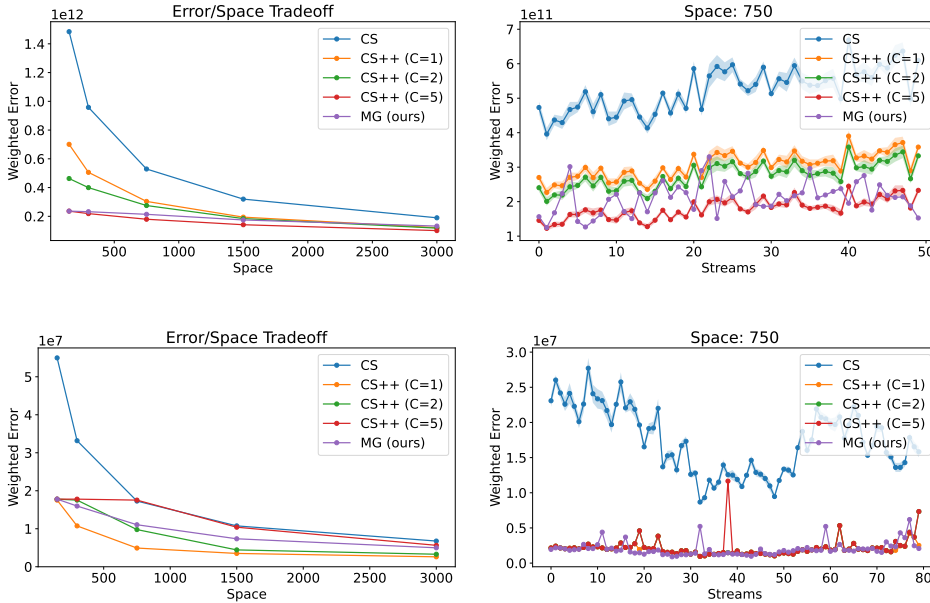 Error/Space Tradeoff
1e12
Weighted Error
1.4
1.2
1.0
0.8
0.6
0.4
0.2
CS
CS++ (C=1)
CS++ (C=2)
CS++ (C=5)
MG (ours)
500 1000 1500 2000 2500 3000
Space
Space: 750
1e11
Weighted Error
7
6
5
4
3
2
1
CS
CS++ (C=1)
CS++ (C=2)
CS++ (C=5)
MG (ours)
0 10 20 30 40 50
Streams
Error/Space Tradeoff
1e7
Weighted Error
5
4
3
2
1
0
CS
CS++ (C=1)
CS++ (C=2)
CS++ (C=5)
MG (ours)
500 1000 1500 2000 2500 3000
Space
Space: 750
1e7
Weighted Error
3.0
2.5
2.0
1.5
1.0
0.5
0.0
CS
CS++ (C=1)
CS++ (C=2)
CS++ (C=5)
MG (ours)
0 10 20 30 40 50 60 70 80
Streams